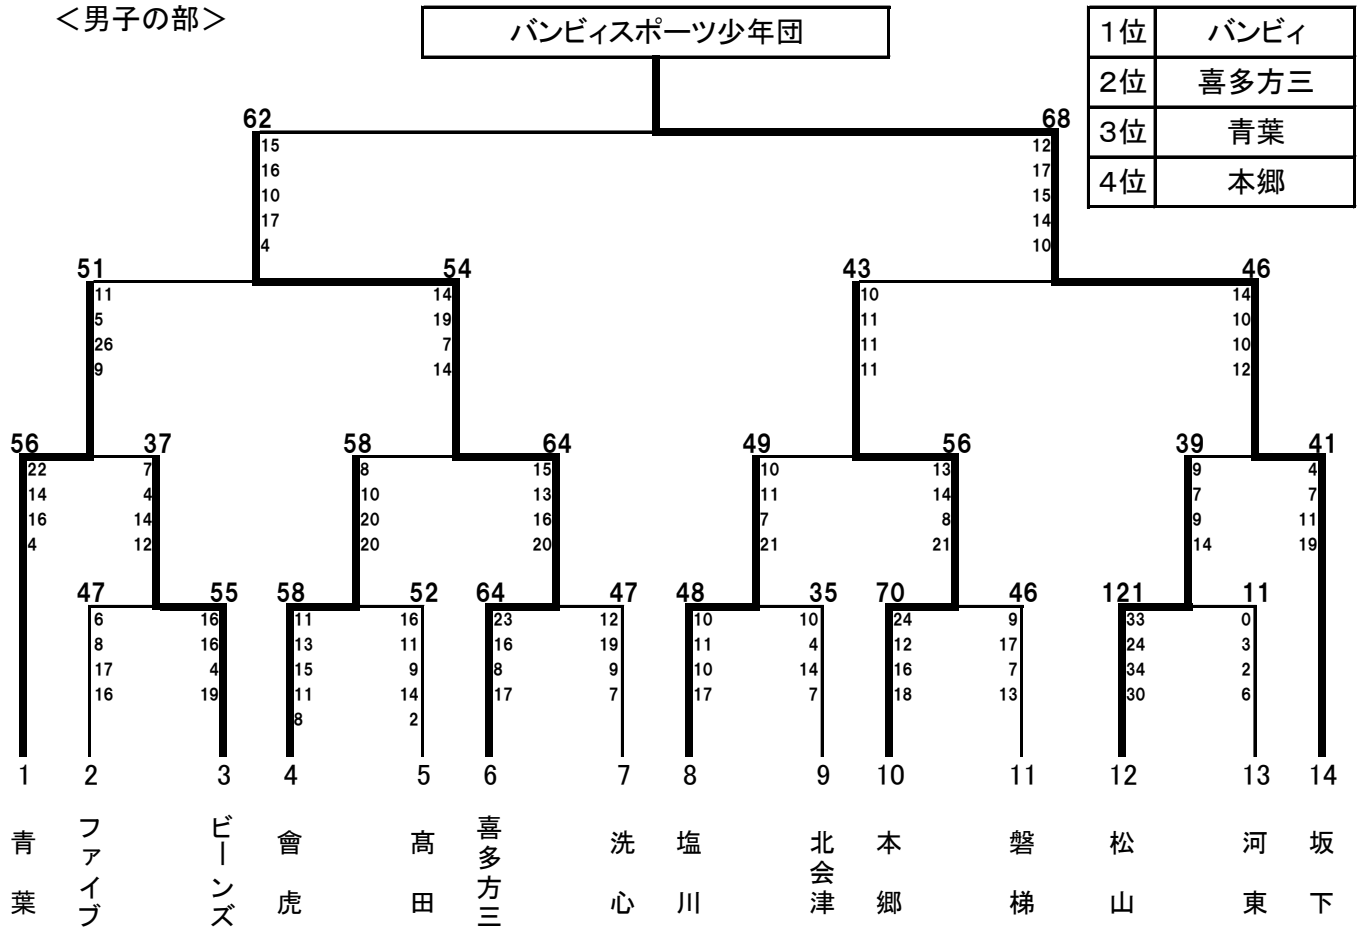 ＜男子の部＞
バンビィスポーツ少年団
1位 バンビィ
2位 喜多方三
3位 青葉
4位 本郷
62 68
15 12
16 17
10 15
17 14
4 10
51 54 43 46
11 14 10 14
5 19 11 10
26 7 11 10
9 14 11 12
56 37 58 64 49 56 39 41
22 7 8 15 10 13 9 4
14 4 10 13 11 14 7 7
16 14 20 16 7 8 9 11
4 12 20 20 21 21 14 19
47 55 58 52 64 47 48 35 70 46 121 11
6 16 11 16 23 12 10 10 24 9 33 0
8 16 13 11 16 19 11 4 12 17 24 3
17 4 15 9 8 9 10 14 16 7 34 2
16 19 11 14 17 7 17 7 18 13 30 6
8 2
1 2 3 4 5 6 7 8 9 10 11 12 13 14
青葉
ファイブ
ビーンズ
會虎
髙田
喜多方三
洗心
塩川
北会津
本郷
磐梯
松山
河東
坂下